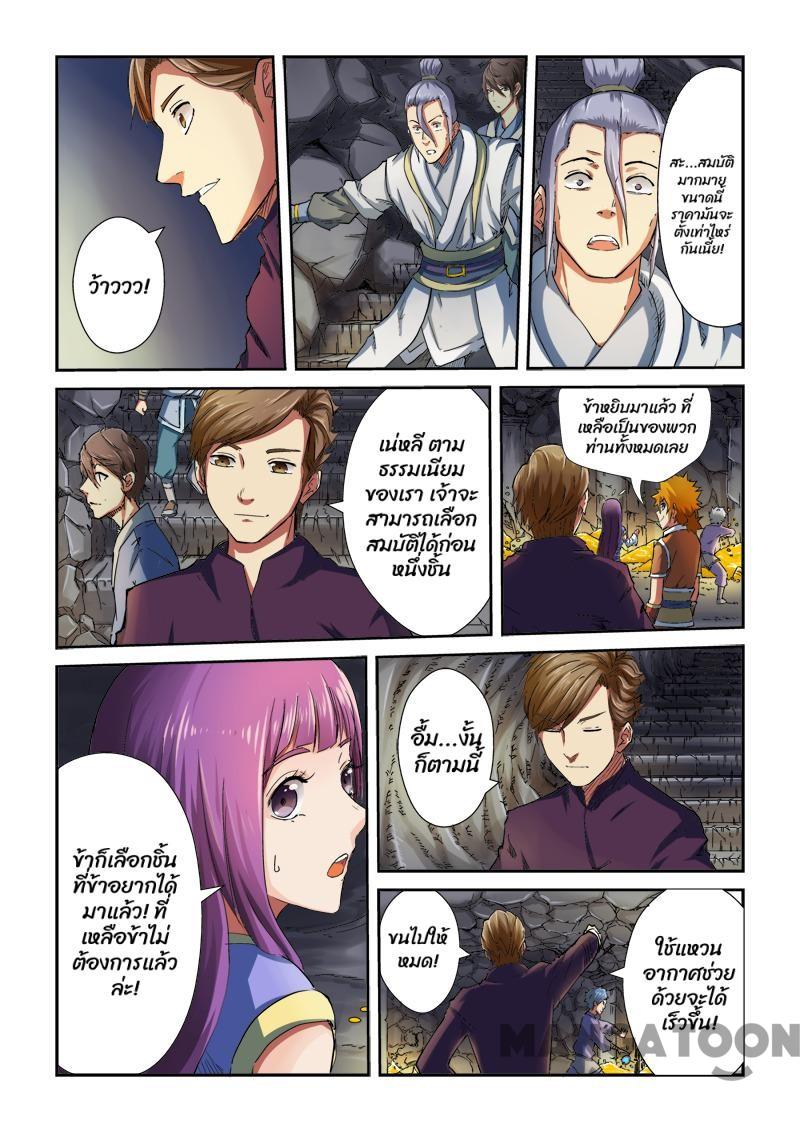 ว้าววว!
สะ...สมบัติ
มากมาย
ขนาดนี้
ราคามันจะ
ตั้งเท่าไหร่
กันเนี่ย!
เน่หลี ตาม
ธรรมเนียม
ของเรา เจ้าจะ
สามารถเลือก
สมบัติได้ก่อน
หนึ่งชิ้น
ข้าหยิบมาแล้ว ที่
เหลือเป็นของพวก
ท่านทั้งหมดเลย
อื้ม...งั้น
ก็ตามนี้
ข้าก็เลือกชิ้น
ที่ข้าอยากได้
มาแล้ว! ที่
เหลือข้าไม่
ต้องการแล้ว
ล่ะ!
ขนไปให้
หมด!
ใช้แหวน
อากาศช่วย
ด้วยจะได้
เร็วขึ้น!
MANGATOON